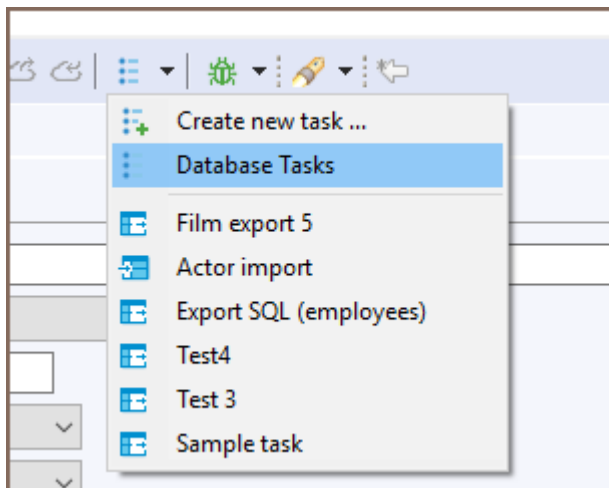 Create new task ...
Database Tasks
Film export 5
Actor import
Export SQL (employees)
Test4
Test 3
Sample task